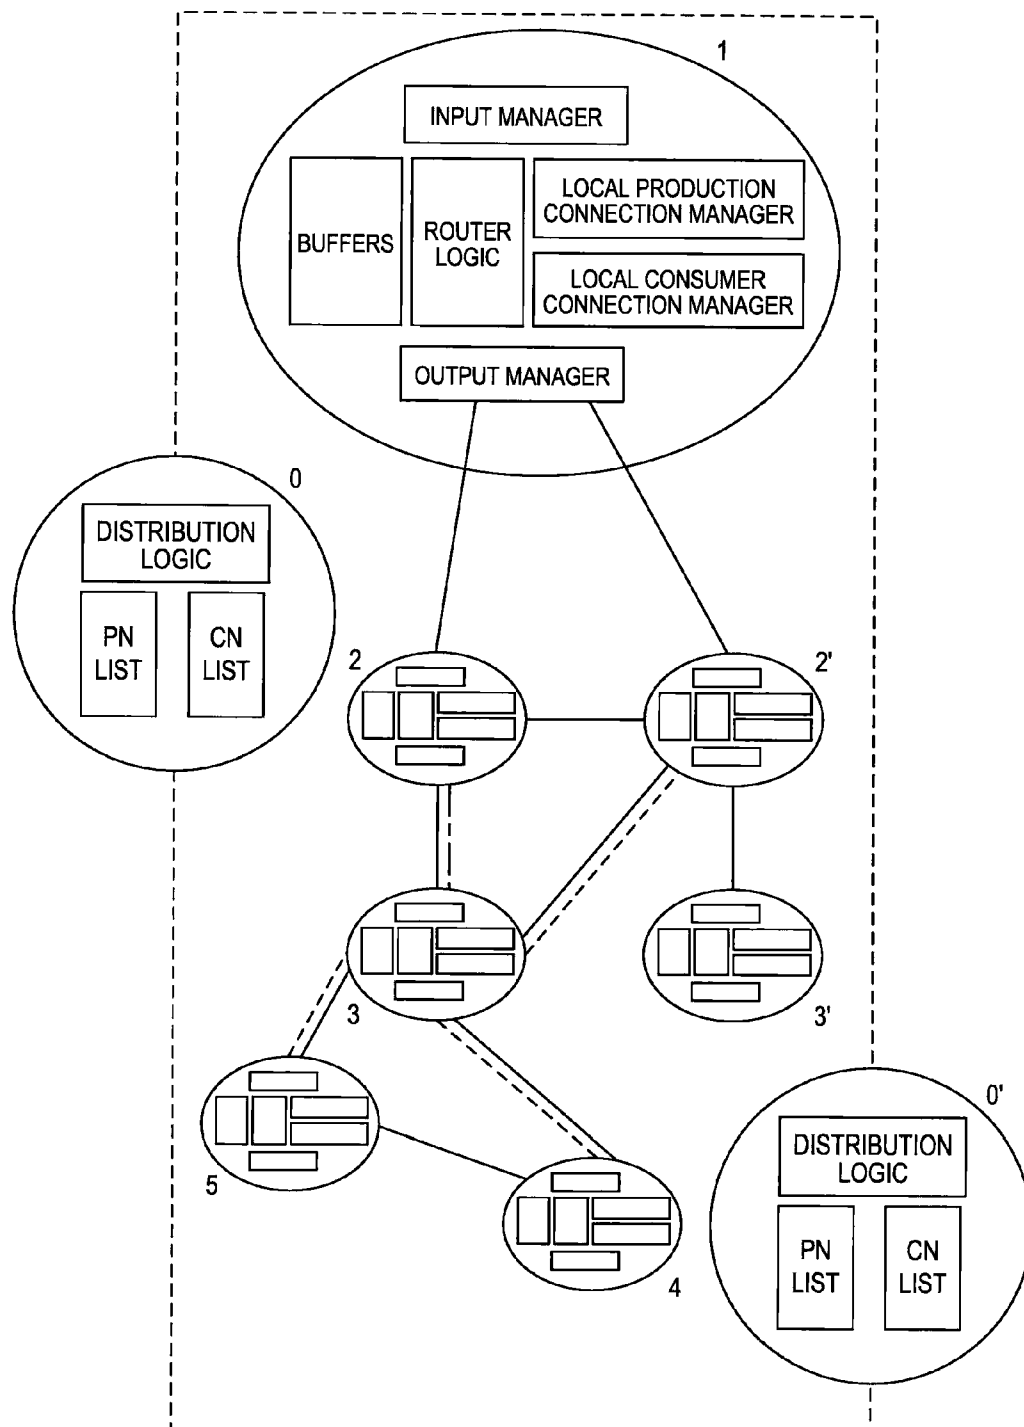 1
INPUT MANAGER
BUFFERS
ROUTER
LOGIC
LOCAL PRODUCTION
CONNECTION MANAGER
LOCAL CONSUMER
CONNECTION MANAGER
OUTPUT MANAGER
0
DISTRIBUTION
LOGIC
PN
LIST
CN
LIST
2
2'
3
3'
5
4
0'
DISTRIBUTION
LOGIC
PN
LIST
CN
LIST